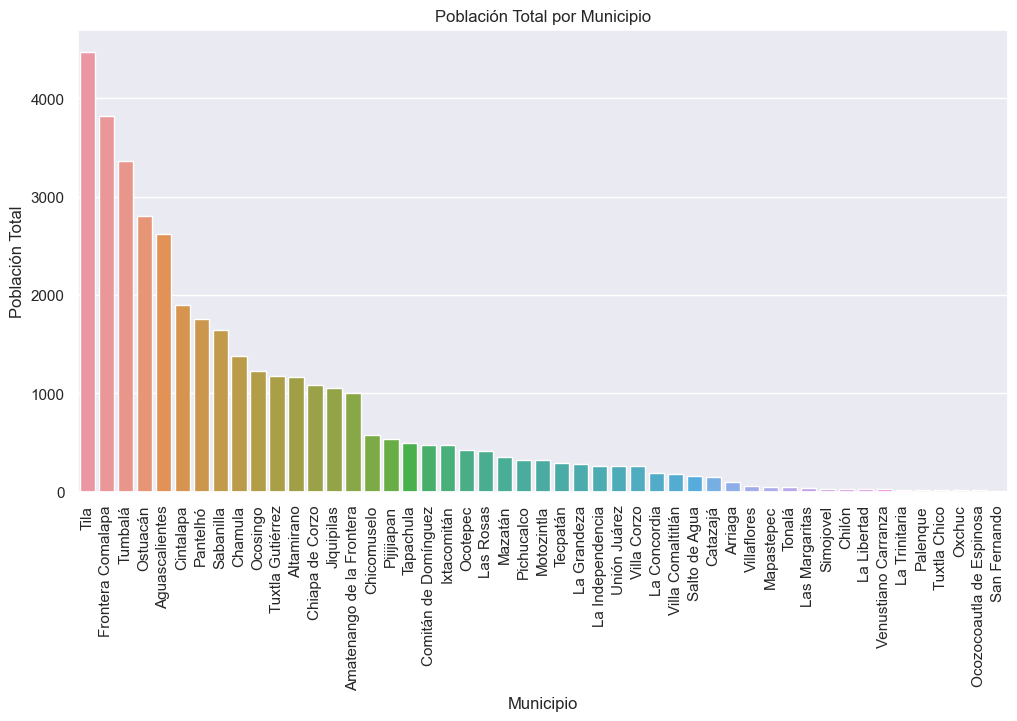 Población Total por Municipio
Población Total
4000
3000
2000
1000
0
Tila
Frontera Comalapa
Tumbalá
Ostuacán
Aguascalientes
Cintalapa
Pantelhó
Sabanilla
Chamula
Ocosingo
Tuxtla Gutiérrez
Altamirano
Chiapa de Corzo
Jiquipilas
Amatenango de la Frontera
Chicomuselo
Pijijiapan
Tapachula
Comitán de Domínguez
Ixtacomitán
Ocotepec
Las Rosas
Mazatán
Pichucalco
Motozintla
Tecpatán
La Grandeza
La Independencia
Unión Juárez
Villa Corzo
La Concordia
Villa Comaltitlán
Salto de Agua
Catazajá
Arriaga
Villaflores
Mapastepec
Tonalá
Las Margaritas
Simojovel
Chilón
La Libertad
Venustiano Carranza
La Trinitaria
Palenque
Tuxtla Chico
Oxchuc
Ocozocoautla de Espinosa
San Fernando
Municipio